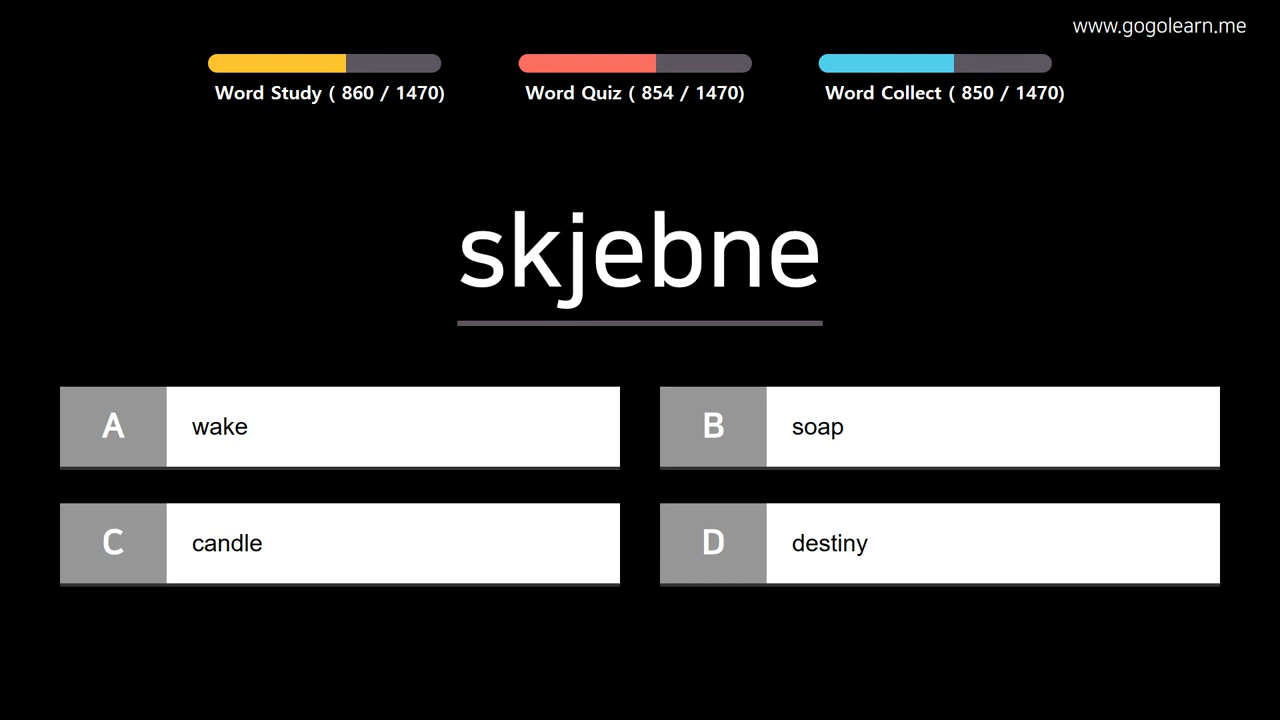 www.gogolearn.me
Word Study ( 860 / 1470)
Word Quiz ( 854 / 1470)
Word Collect ( 850 / 1470)
skjebne
A wake
B soap
C candle
D destiny